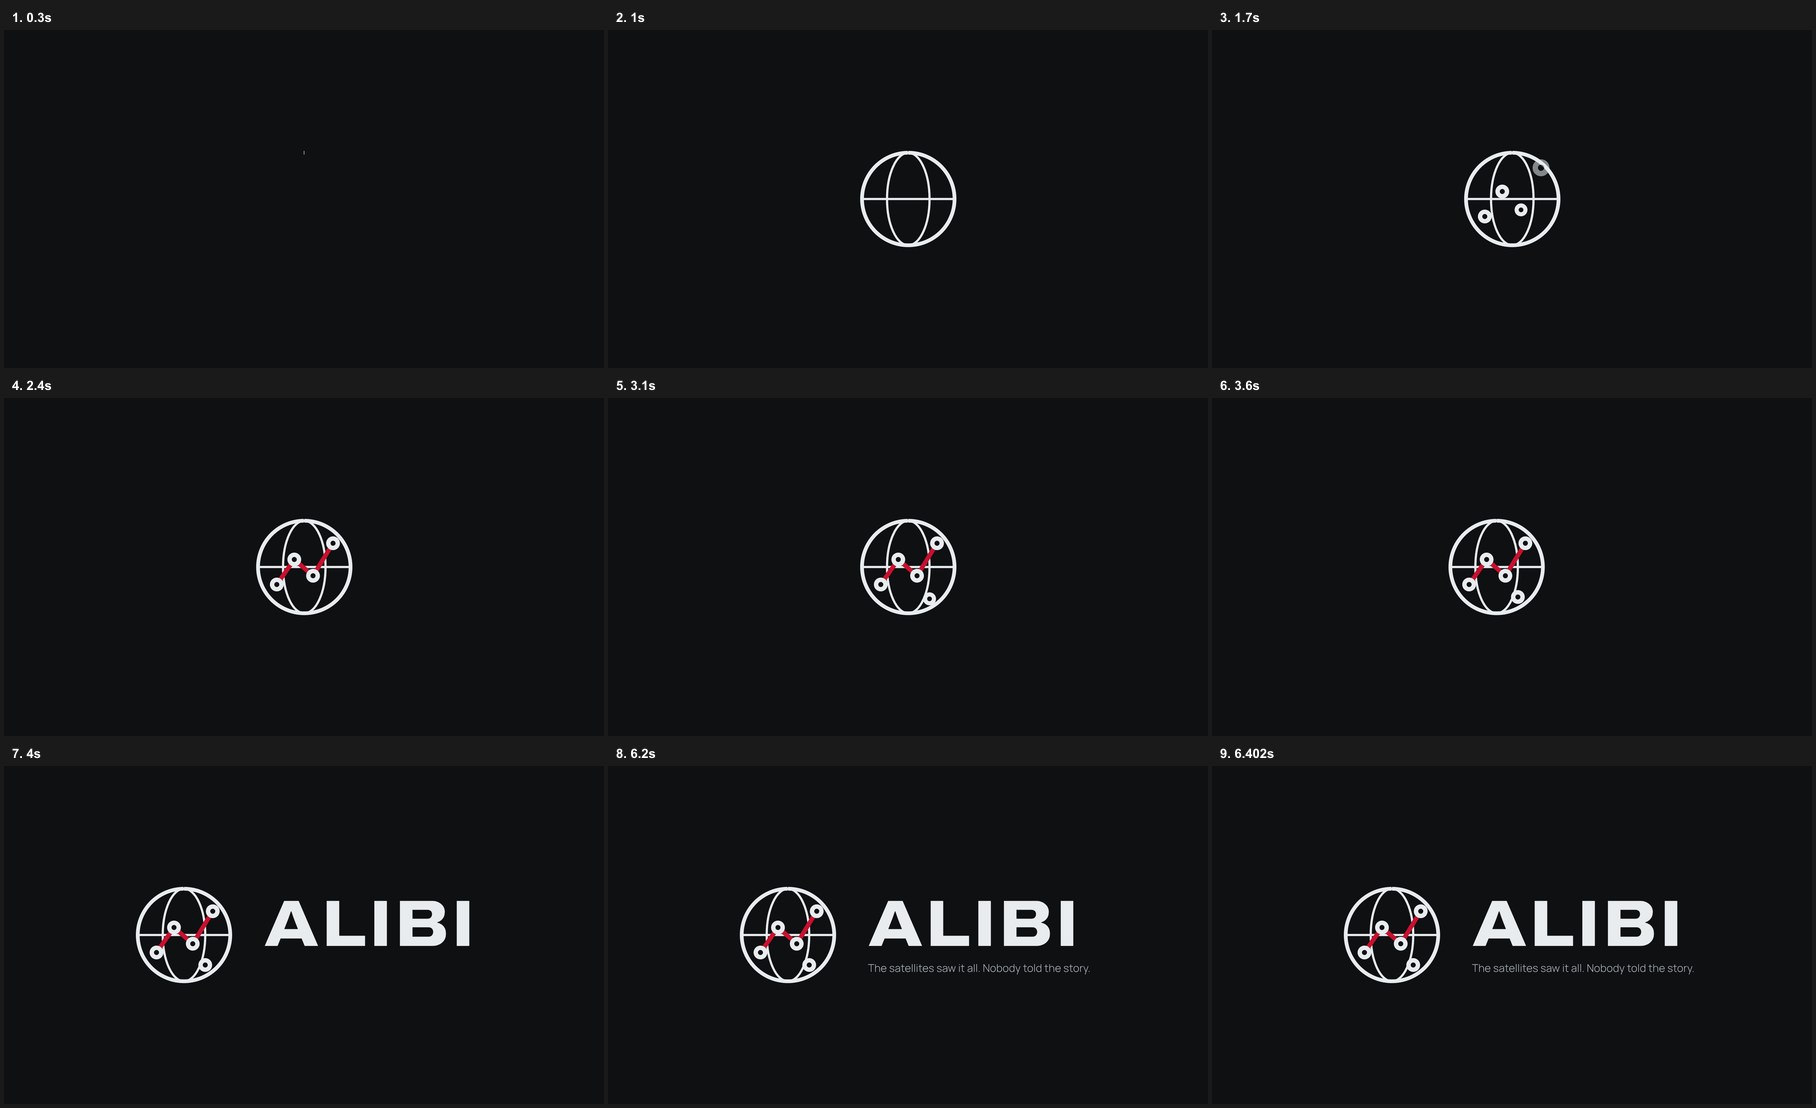 1. 0.3s
2. 1s
3. 1.7s
4. 2.4s
5. 3.1s
6. 3.6s
7. 4s
8. 6.2s
9. 6.402s
ALIBI
ALIBI
The satellites saw it all. Nobody told the story.
ALIBI
The satellites saw it all. Nobody told the story.